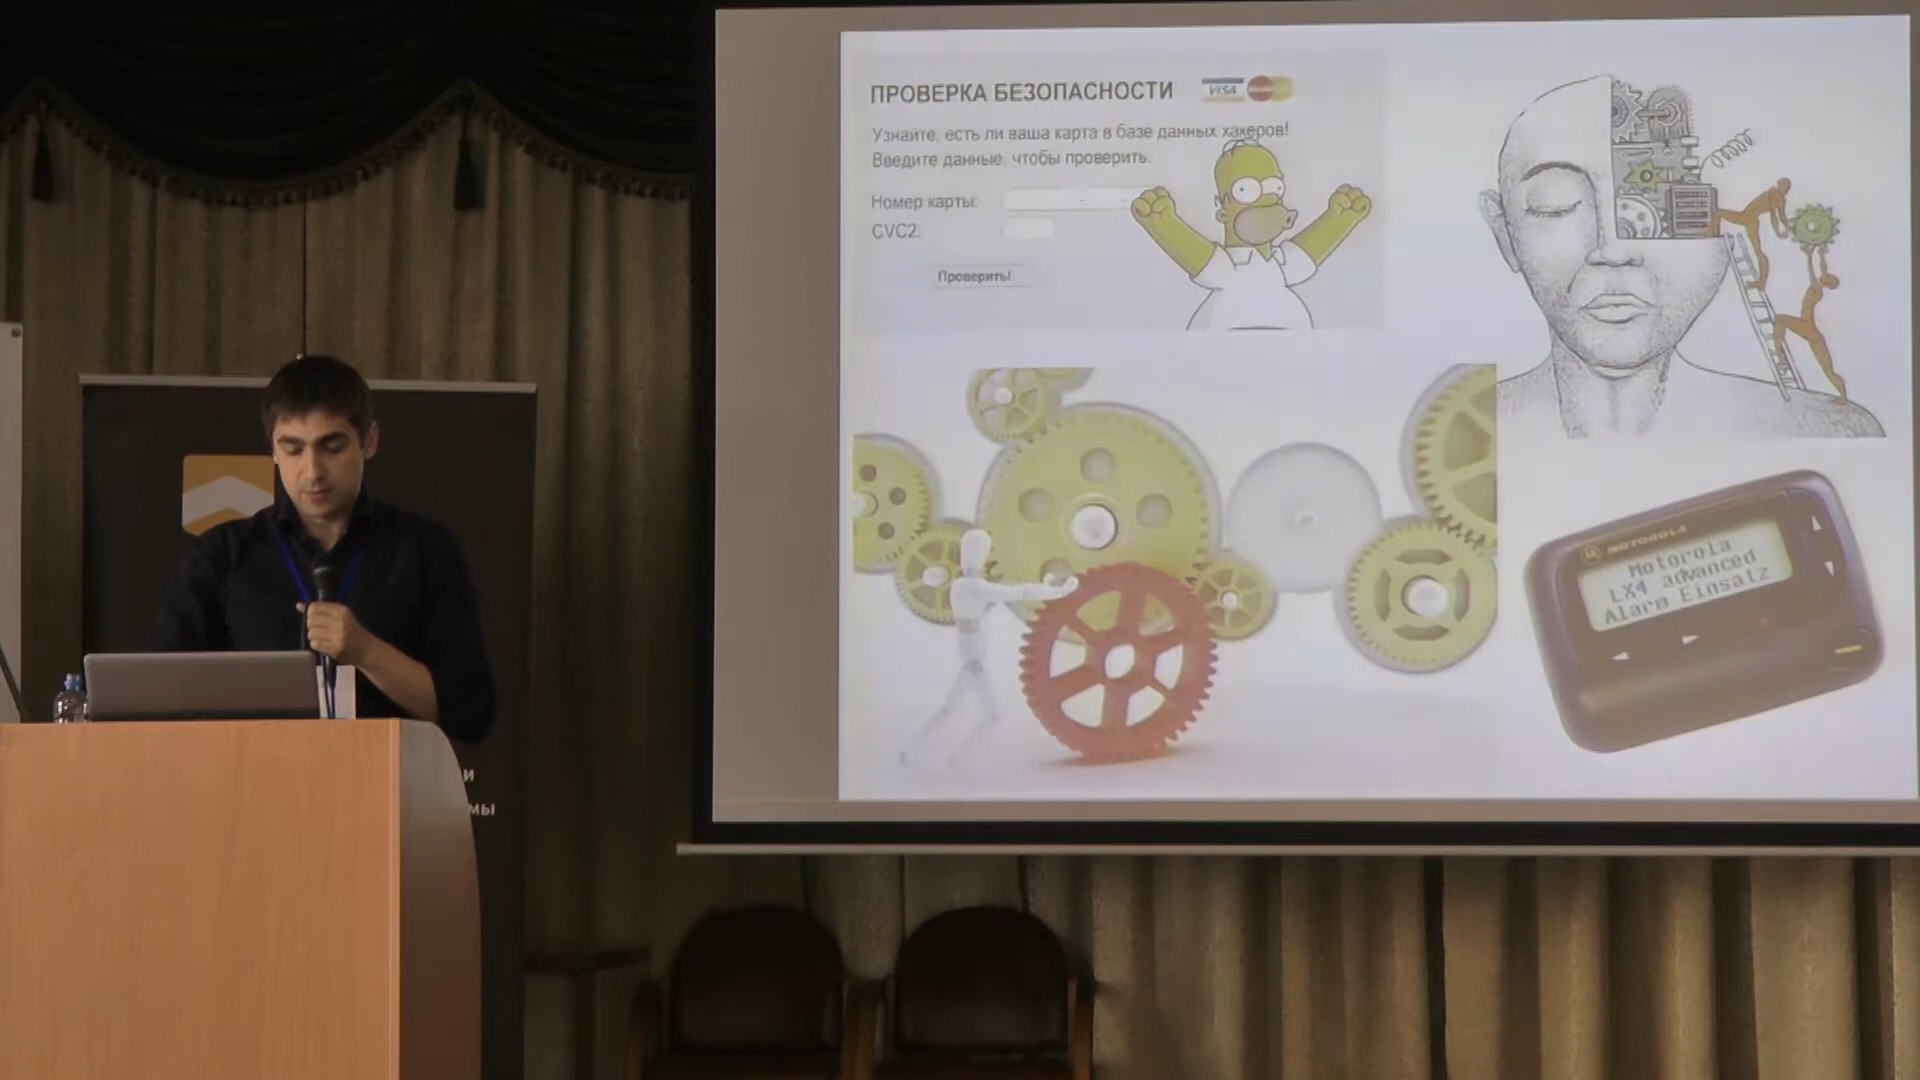 ПРОВЕРКА БЕЗОПАСНОСТИ
VISA
Узнайте, есть ли ваша карта в базе данных хакеров!
Введите данные, чтобы проверить.
Номер карты:
CVC2:
Проверить!
MOTOROLA
Motorola
LX4 advanced
Alarm Einsatz
и
мы